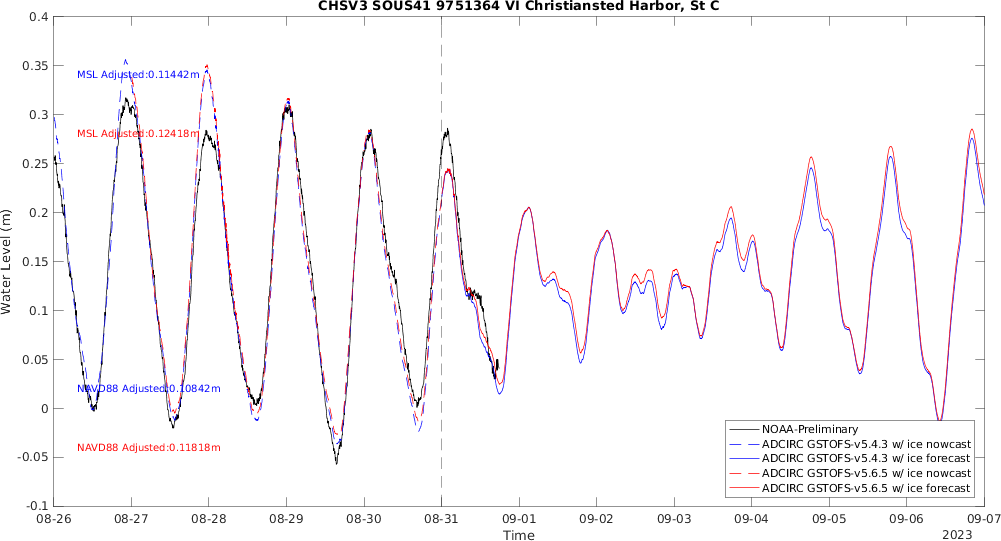 CHSV3 SOUS41 9751364 VI Christiansted Harbor, St C
0.4
0.35
0.3
0.25
0.2
0.15
0.1
0.05
0
-0.05
-0.1
Water Level (m)
MSL Adjusted:0.11442m
MSL Adjusted:0.12418m
NAVD88 Adjusted:0.10842m
NAVD88 Adjusted:0.11818m
NOAA-Preliminary
ADCIRC GSTOFS-v5.4.3 w/ ice nowcast
ADCIRC GSTOFS-v5.4.3 w/ ice forecast
ADCIRC GSTOFS-v5.6.5 w/ ice nowcast
ADCIRC GSTOFS-v5.6.5 w/ ice forecast
08-26 08-27 08-28 08-29 08-30 08-31 09-01 09-02 09-03 09-04 09-05 09-06 09-07
Time
2023